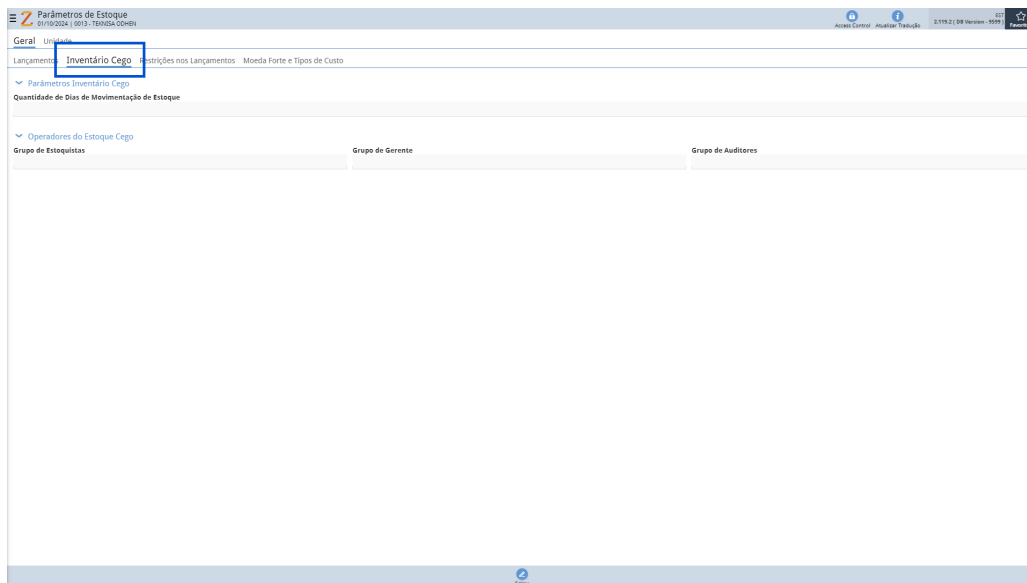 Parâmetros de Estoque
01/10/2024 | 0013 - TEKNISA ODHEN
Access Control Atualizar Tradução
EST
2.119.2 ( DB Version - 9599 )
Geral Unidade
Lançamentos Inventário Cego Restrições nos Lançamentos Moeda Forte e Tipos de Custo
Parâmetros Inventário Cego
Quantidade de Dias de Movimentação de Estoque
Operadores do Estoque Cego
Grupo de Estoquistas Grupo de Gerente Grupo de Auditores